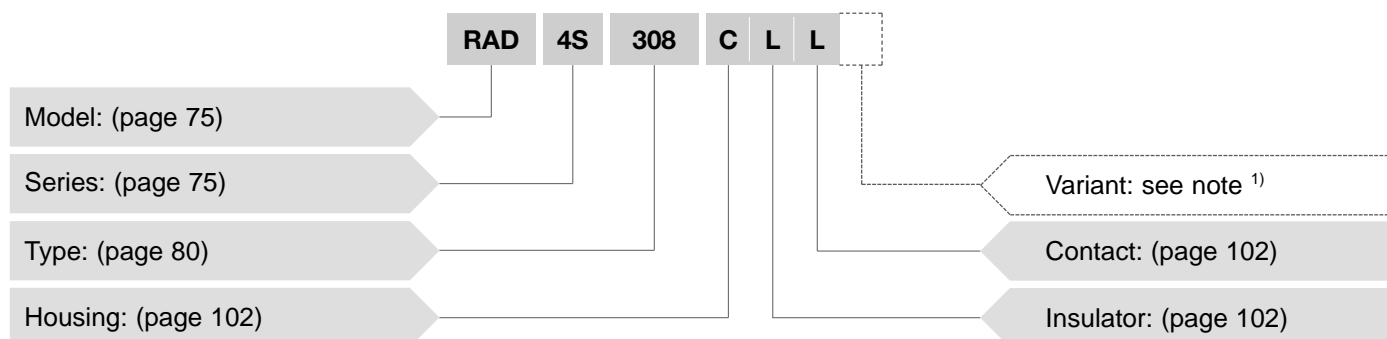 RAD 4S 308 C L L
Model: (page 75)
Series: (page 75)
Variant: see note 1)
Type: (page 80)
Contact: (page 102)
Housing: (page 102)
Insulator: (page 102)